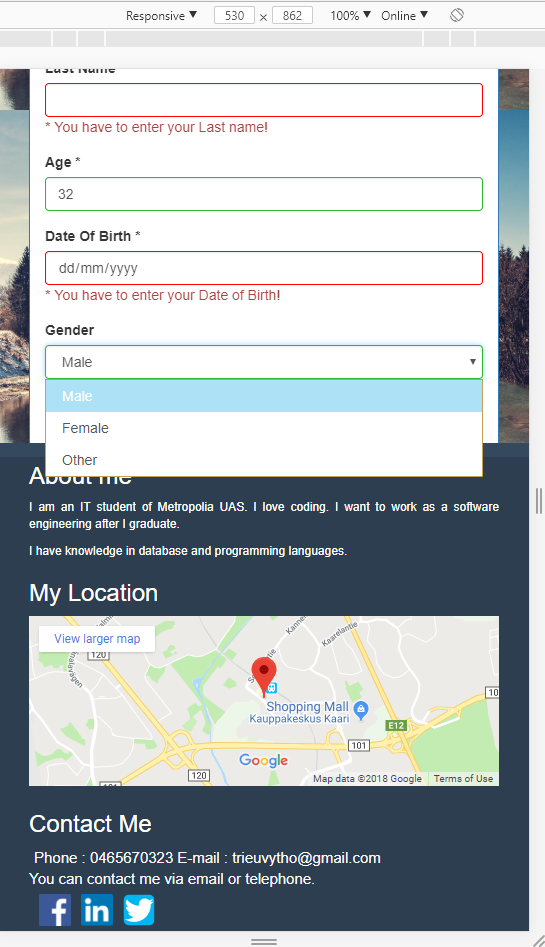 Responsive ▼ 530 × 862 100% ▼ Online ▼
Last Name
* You have to enter your Last name!
Age *
32
Date Of Birth *
dd/mm/yyyy
* You have to enter your Date of Birth!
Gender
Male
Male
Female
Other
About me
I am an IT student of Metropolia UAS. I love coding. I want to work as a software
engineering after I graduate.
I have knowledge in database and programming languages.
My Location
View larger map
Kaarelantie
120
10
Shopping Mall
Kauppakeskus Kaari
E12
101
120
101
Google
Map data ©2018 Google Terms of Use
Contact Me
Phone : 0465670323 E-mail : trieuvytho@gmail.com
You can contact me via email or telephone.
f in